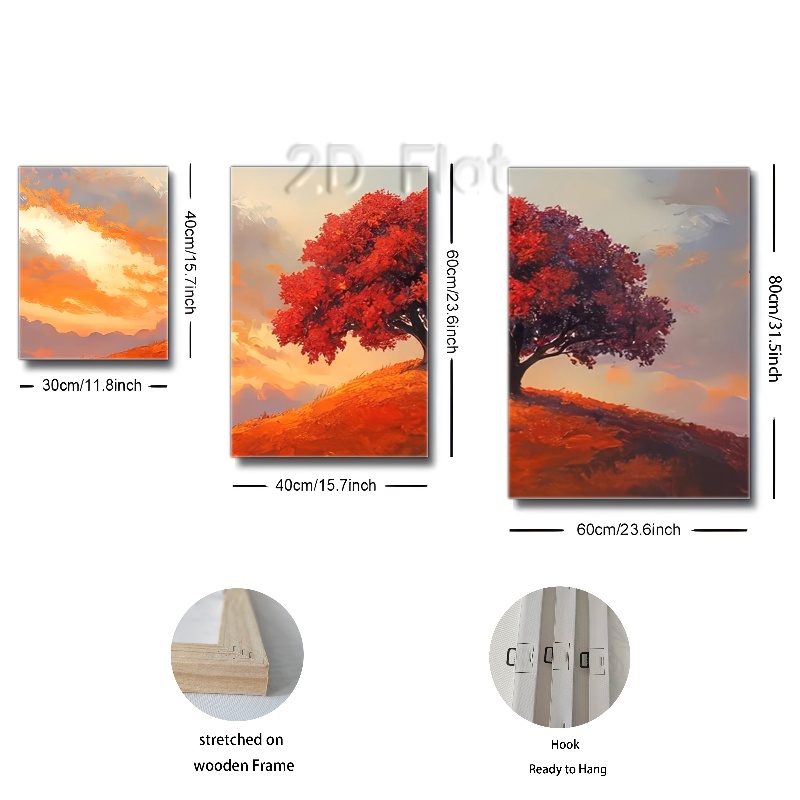 2D Flat
40cm/15.7inch
30cm/11.8inch
60cm/23.6inch
40cm/15.7inch
80cm/31.5inch
60cm/23.6inch
stretched on
wooden Frame
Hook
Ready to Hang